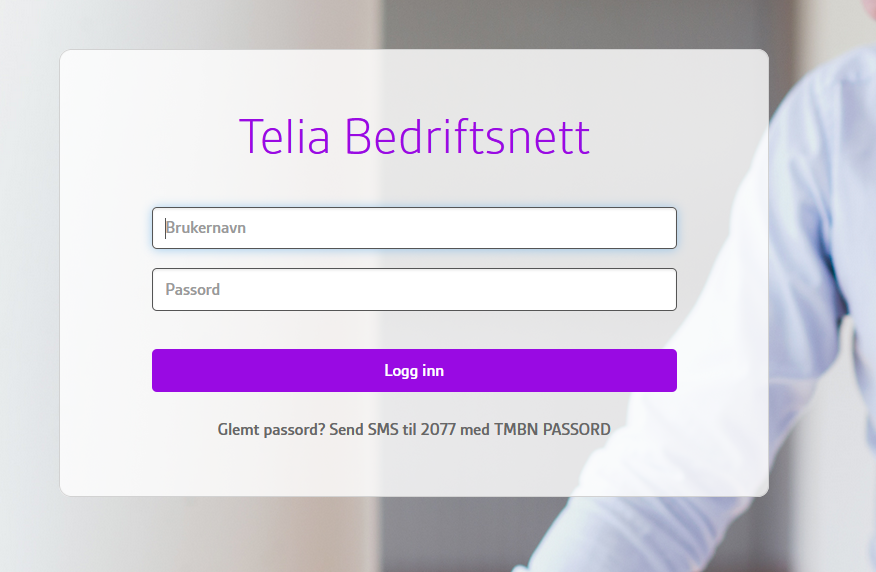 Telia Bedriftsnett
Brukernavn
Passord
Logg inn
Glemt passord? Send SMS til 2077 med TMBN PASSORD